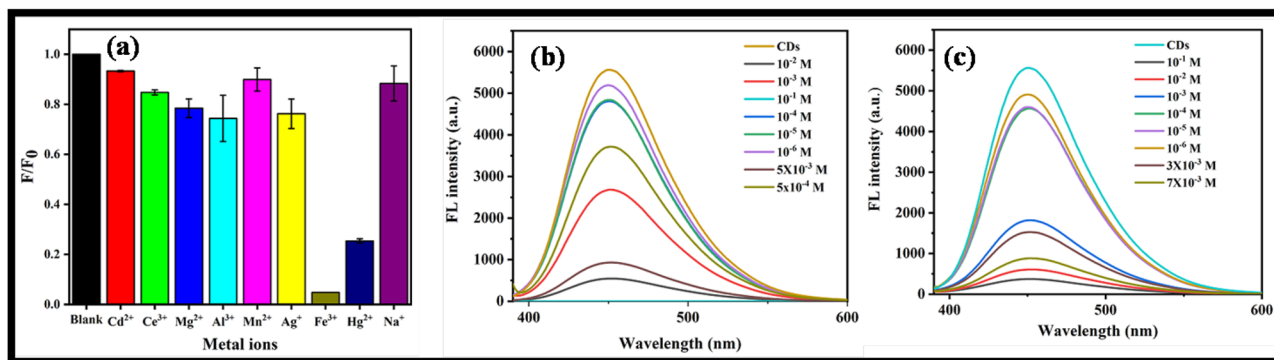 (a)
1.0
0.8
0.6
0.4
0.2
0.0
F/F0
Blank Cd²⁺ Ce³⁺ Mg²⁺ Al³⁺ Mn²⁺ Ag⁺ Fe³⁺ Hg²⁺ Na⁺
Metal ions
(b)
6000
5000
4000
3000
2000
1000
0
FL intensity (a.u.)
CDs
10⁻² M
10⁻³ M
10⁻¹ M
10⁻⁴ M
10⁻⁵ M
10⁻⁶ M
5X10⁻³ M
5x10⁻⁴ M
400 500 600
Wavelength (nm)
(c)
6000
5000
4000
3000
2000
1000
0
FL intensity (a.u.)
CDs
10⁻¹ M
10⁻² M
10⁻³ M
10⁻⁴ M
10⁻⁵ M
10⁻⁶ M
3X10⁻³ M
7X10⁻³ M
400 500 600
Wavelength (nm)